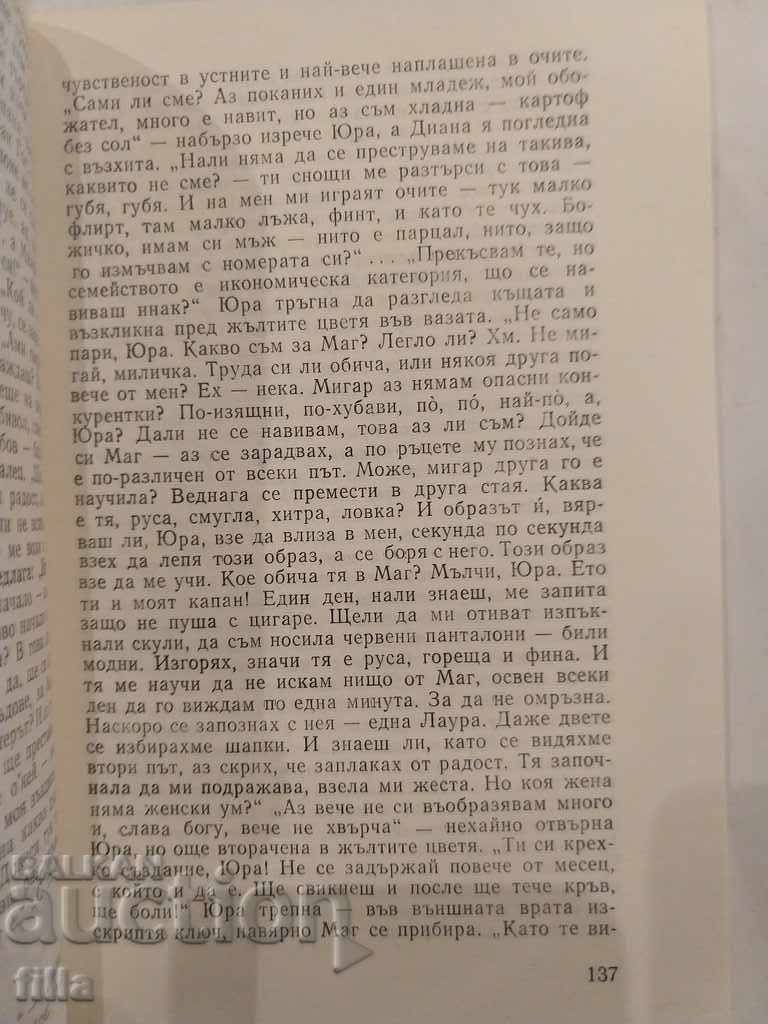 чувственост в устните и най-вече наплашена в очите.
„Сами ли сме? Аз поканих и един младеж, мой обо-
жател, много е навит, но аз съм хладна — картоф
без сол“ — набързо изрече Юра, а Диана я погледна
с възхита. „Нали няма да се преструваме на такива,
каквито не сме? — ти снощи ме разтърси с това —
губя, губя. И на мен ми играят очите — тук малко
флирт, там малко лъжа, финт, и като те чух. Бо-
жичко, имам си мъж — нито е парцал, нито, защо
го измъчвам с номерата си?“ ... „Прекъсвам те, но
семейството е икономическа категория, що се на-
виваш ннак?“ Юра тръгна да разгледа къщата и
възкликна пред жълтите цветя във вазата. „Не само
пари, Юра. Какво съм за Маг? Легло ли? Хм. Не ми-
гай, миличка. Труда си ли обича, или някоя друга по-
вече от мен? Ех — нека. Мигар аз нямам опасни кон-
курентки? По-изящни, по-хубави, по̀, по́, най-по̀, а,
Юра? Дали не се навивам, това аз ли съм? Дойде
си Маг — аз се зарадвах, а по ръцете му познах, че
е по-различен от всеки път. Може, мигар друга го е
научила? Веднага се премести в друга стая. Каква
е тя, руса, смугла, хитра, ловка? И образът ѝ, вяр-
ваш ли, Юра, взе да влиза в мен, секунда по секунда
взех да лепя този образ, а се боря с него. Този образ
взе да ме учи. Кое обича тя в Маг? Мълчи, Юра. Ето
ти и моят капан! Един ден, нали знаеш, ме запита
защо не пуша с цигаре. Щели да ми отиват изпък-
нали скули, да съм носила червени панталони — били
модни. Изгорях, значи тя е руса, гореща и фина. И
тя ме научи да не искам нищо от Маг, освен всеки
ден да го виждам по една минута. За да не омръзна.
Наскоро се запознах с нея — една Лаура. Даже двете
се избирахме шапки. И знаеш ли, като се видяхме
втори път, аз скрих, че заплаках от радост. Тя започ-
нала да ми подражава, взела ми жеста. Но коя жена
няма женски ум?“ „Аз вече не си въобразявам много
и, слава богу, вече не хвърча“ — нехайно отвърна
Юра, но още вторачена в жълтите цветя. „Ти си крех-
ко създание, Юра! Не се задържай повече от месец,
с който и да е. Ще свикнеш и после ще тече кръв,
ще боли!“ Юра трепна — във външната врата из-
скриптя ключ, навярно Маг се прибира. „Като те ви-
137
BALKAN
auction
filla